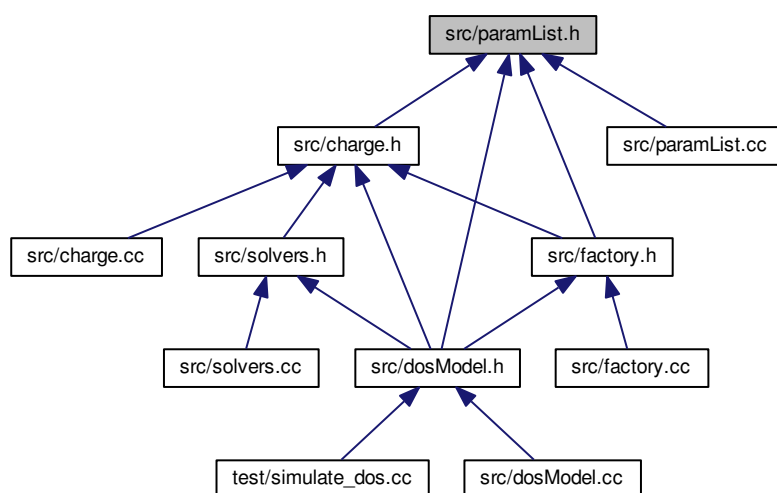 src/paramList.h
src/charge.h
src/paramList.cc
src/charge.cc
src/solvers.h
src/factory.h
src/solvers.cc
src/dosModel.h
src/factory.cc
test/simulate_dos.cc
src/dosModel.cc